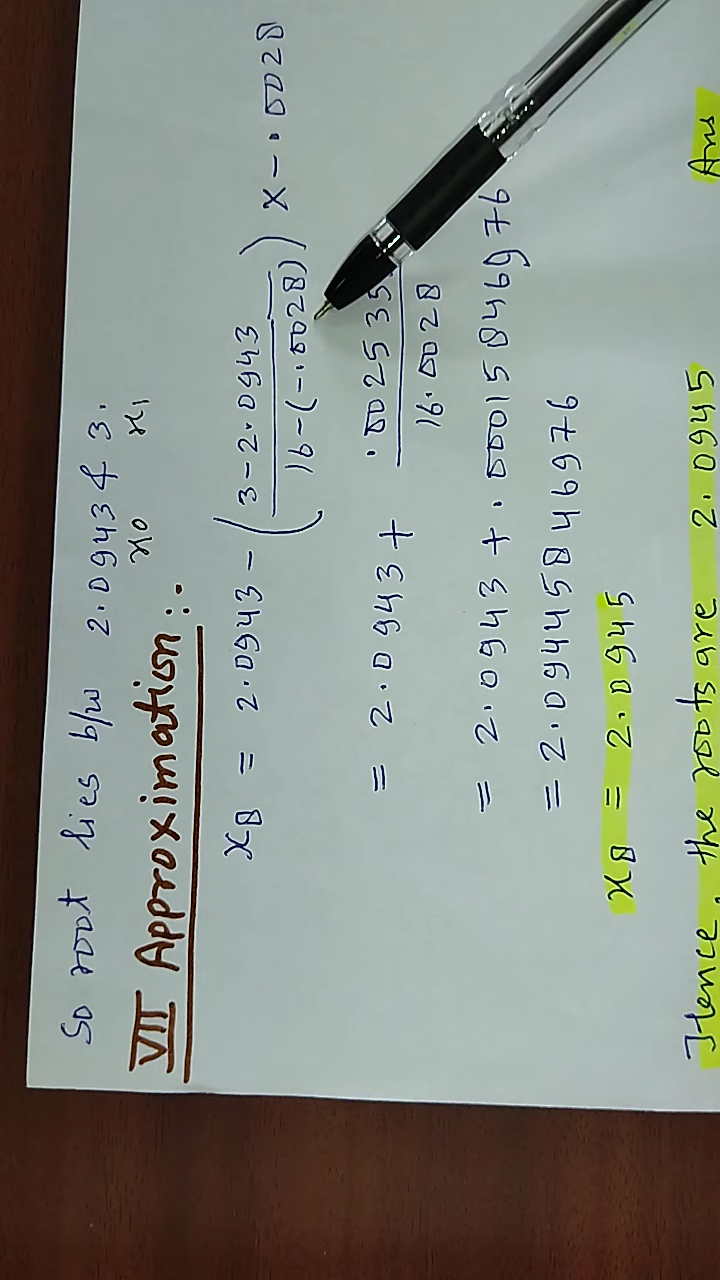 So root lies b/w 2.0943 & 3.
x0 x1
VII Approximation :-
x8 = 2.0943 - (3-2.0943 / 16-(-.0028)) x -.0028
= 2.0943 + .002535 / 16.0028
= 2.0943 + .00015846976
= 2.09445846976
x8 = 2.0945
Hence, the roots are 2.0945 Ans